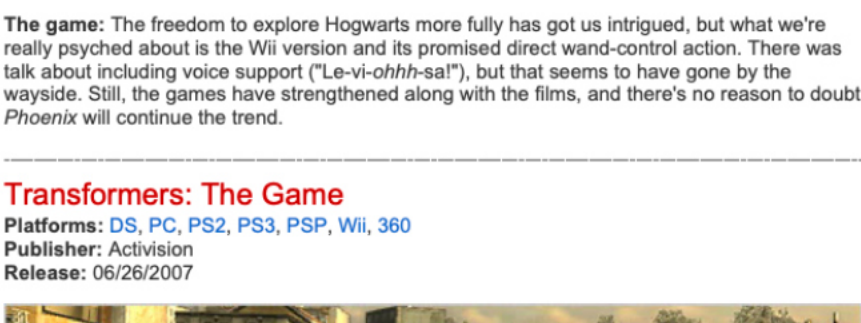 The game: The freedom to explore Hogwarts more fully has got us intrigued, but what we're
really psyched about is the Wii version and its promised direct wand-control action. There was
talk about including voice support ("Le-vi-ohhh-sa!"), but that seems to have gone by the
wayside. Still, the games have strengthened along with the films, and there's no reason to doubt
Phoenix will continue the trend.
Transformers: The Game
Platforms: DS, PC, PS2, PS3, PSP, Wii, 360
Publisher: Activision
Release: 06/26/2007